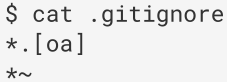 $ cat .gitignore
*.[oa]
*~